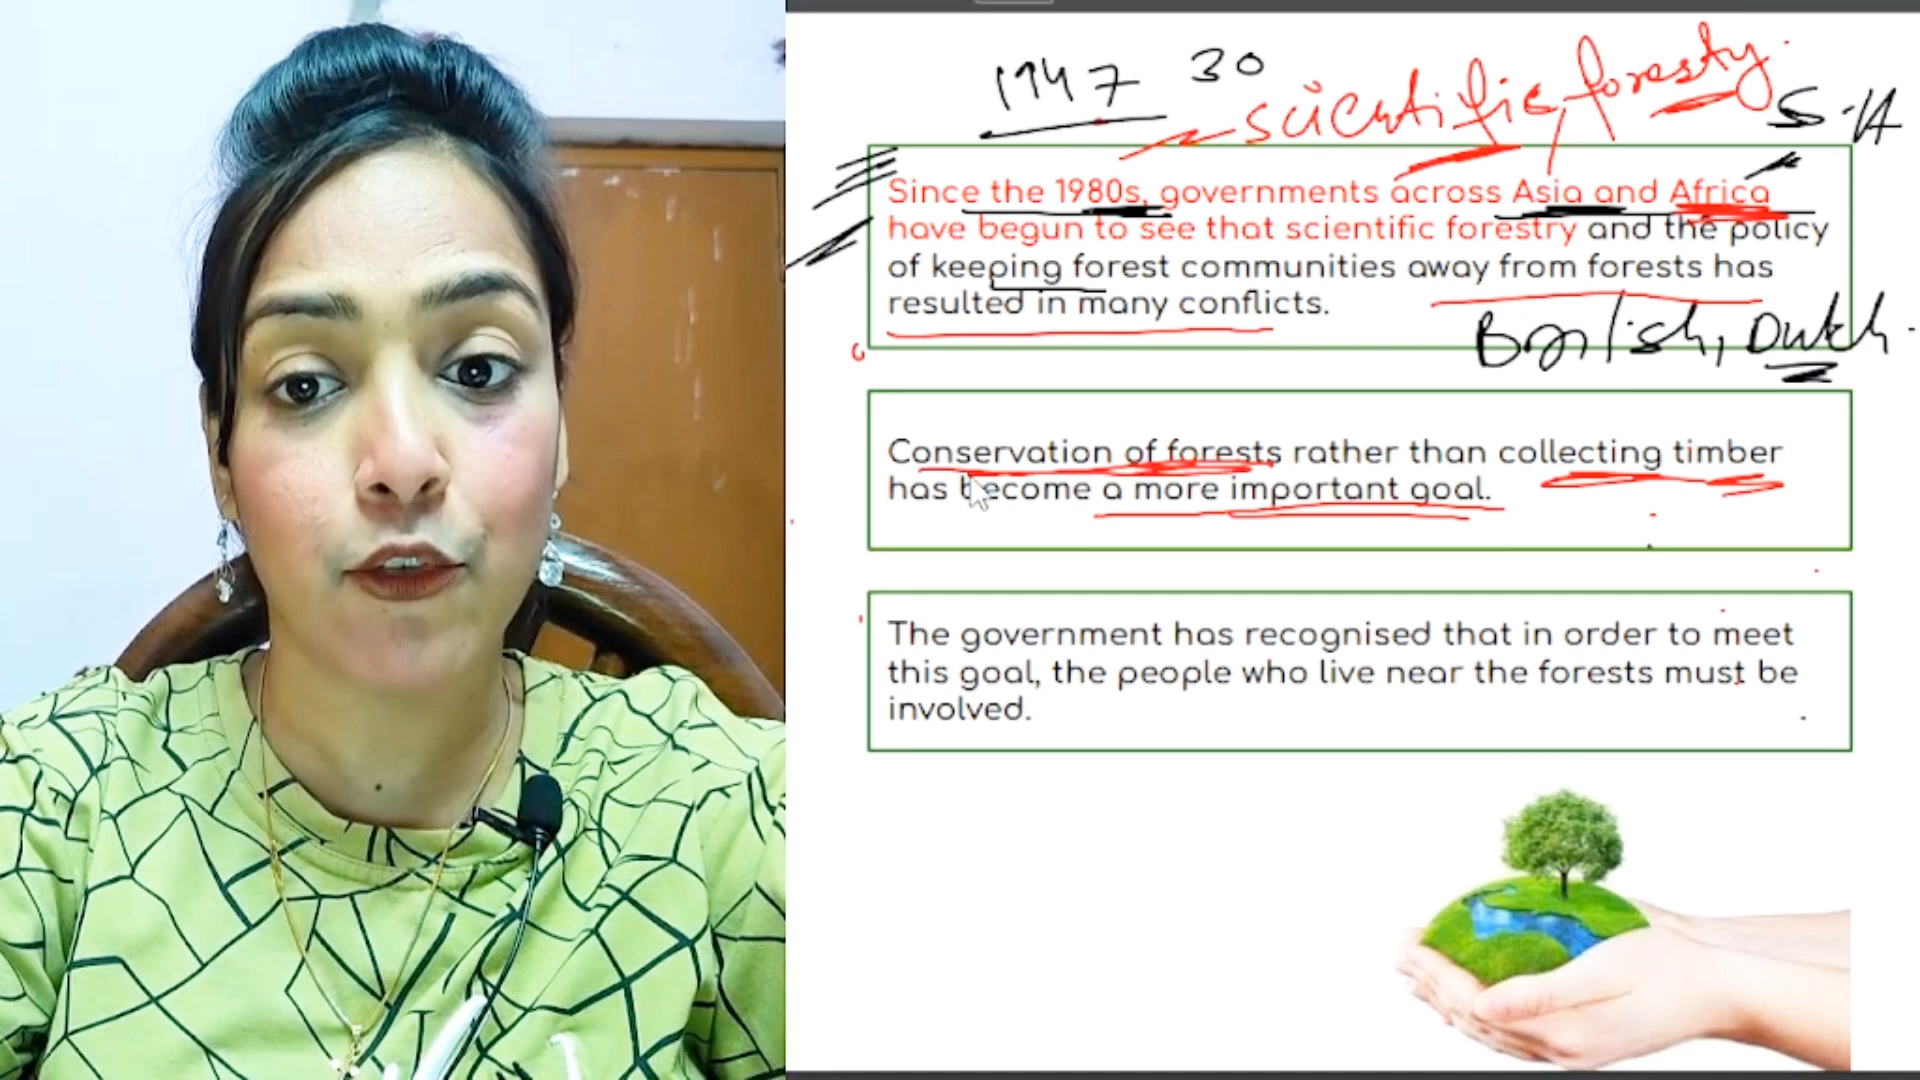 1947 30
scientific foresty.
S.A
Since the 1980s, governments across Asia and Africa
have begun to see that scientific forestry and the policy
of keeping forest communities away from forests has
resulted in many conflicts.
Dutch.
Conservation of forests rather than collecting timber
has become a more important goal.
The government has recognised that in order to meet
this goal, the people who live near the forests must be
involved.